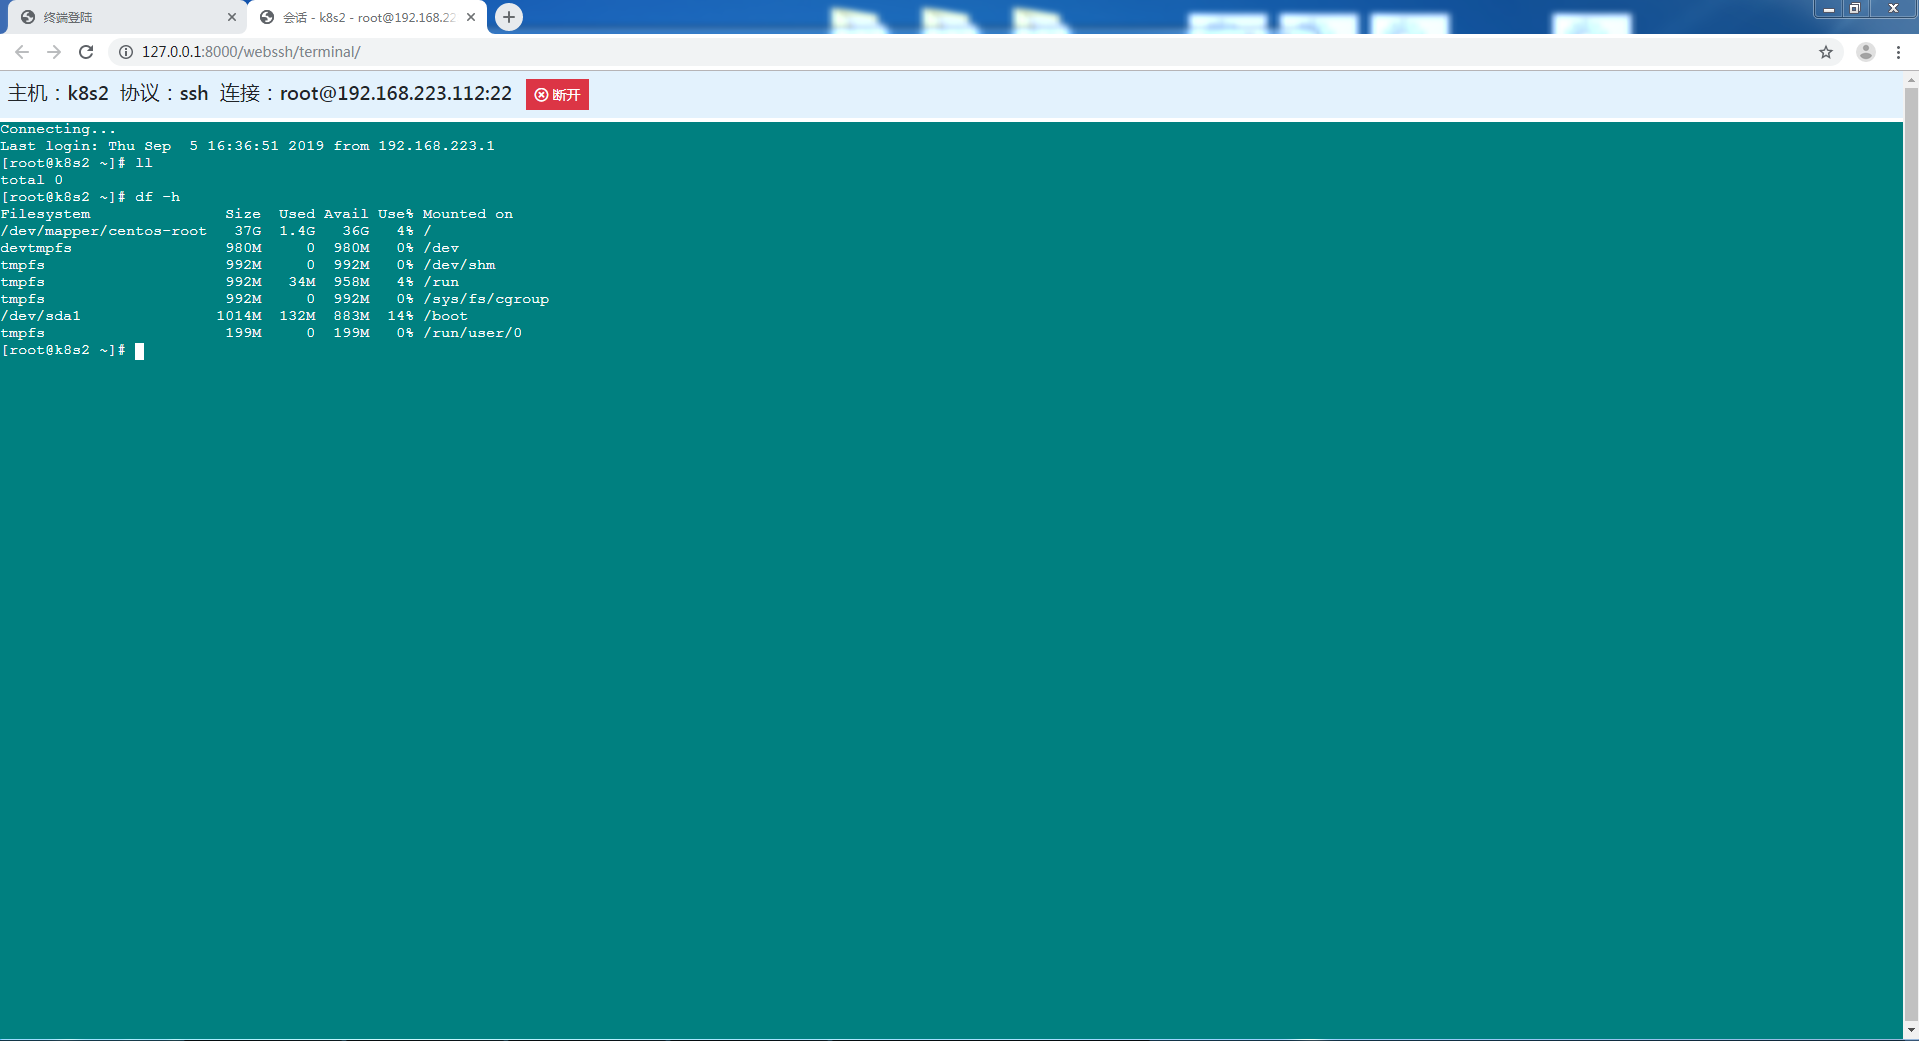 终端登陆
会话 - k8s2 - root@192.168.22
127.0.0.1:8000/webssh/terminal/
主机：k8s2 协议：ssh 连接：root@192.168.223.112:22 断开
Connecting...
Last login: Thu Sep  5 16:36:51 2019 from 192.168.223.1
[root@k8s2 ~]# ll
total 0
[root@k8s2 ~]# df -h
Filesystem               Size  Used Avail Use% Mounted on
/dev/mapper/centos-root   37G  1.4G   36G   4% /
devtmpfs                 980M     0  980M   0% /dev
tmpfs                    992M     0  992M   0% /dev/shm
tmpfs                    992M   34M  958M   4% /run
tmpfs                    992M     0  992M   0% /sys/fs/cgroup
/dev/sda1               1014M  132M  883M  14% /boot
tmpfs                    199M     0  199M   0% /run/user/0
[root@k8s2 ~]#